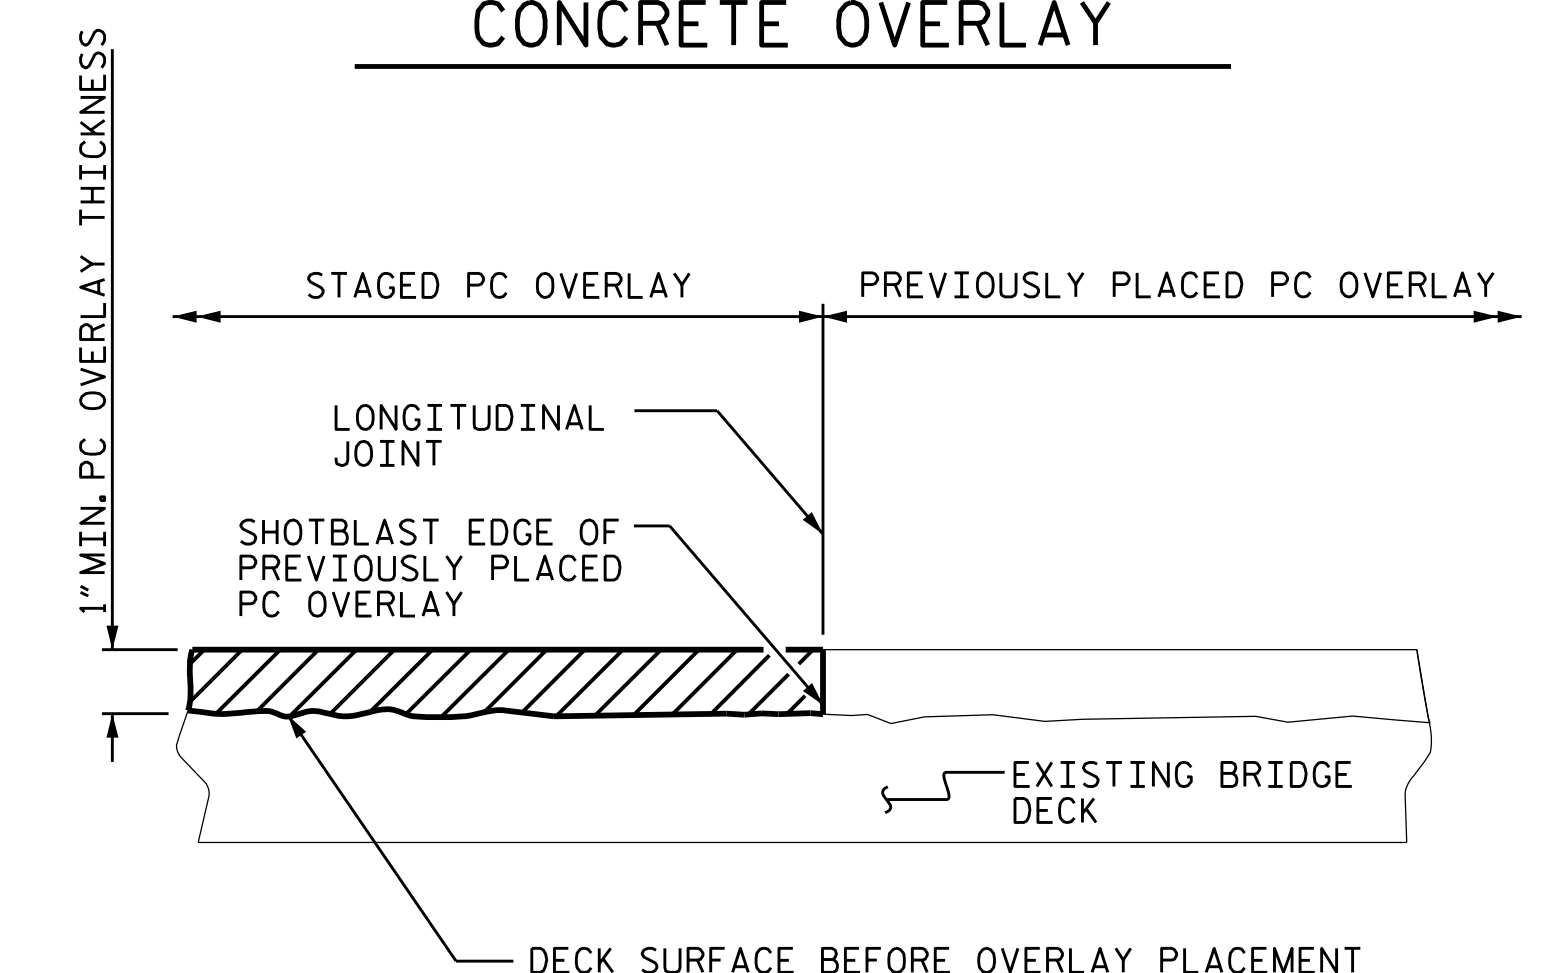 CONCRETE OVERLAY
1" MIN. PC OVERLAY THICKNESS
STAGED PC OVERLAY
PREVIOUSLY PLACED PC OVERLAY
LONGITUDINAL
JOINT
SHOTBLAST EDGE OF
PREVIOUSLY PLACED
PC OVERLAY
EXISTING BRIDGE
DECK
DECK SURFACE BEFORE OVERLAY PLACEMENT